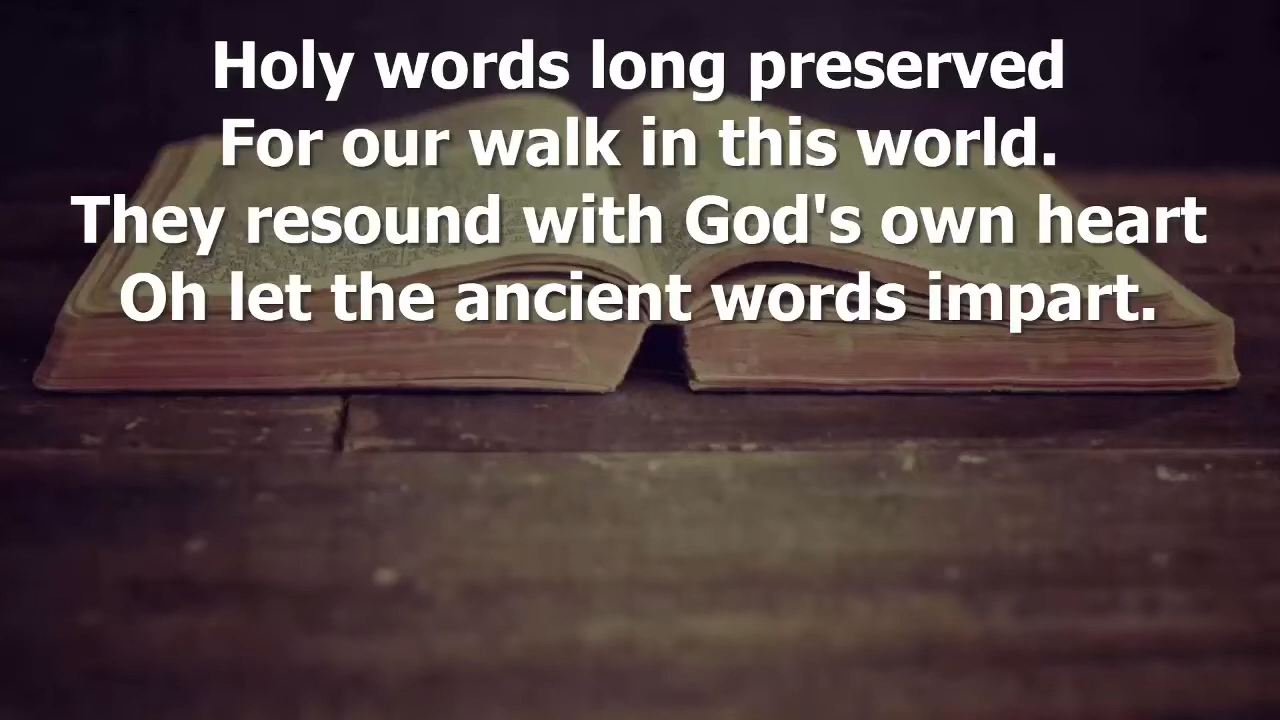 Holy words long preserved
For our walk in this world.
They resound with God's own heart
Oh let the ancient words impart.